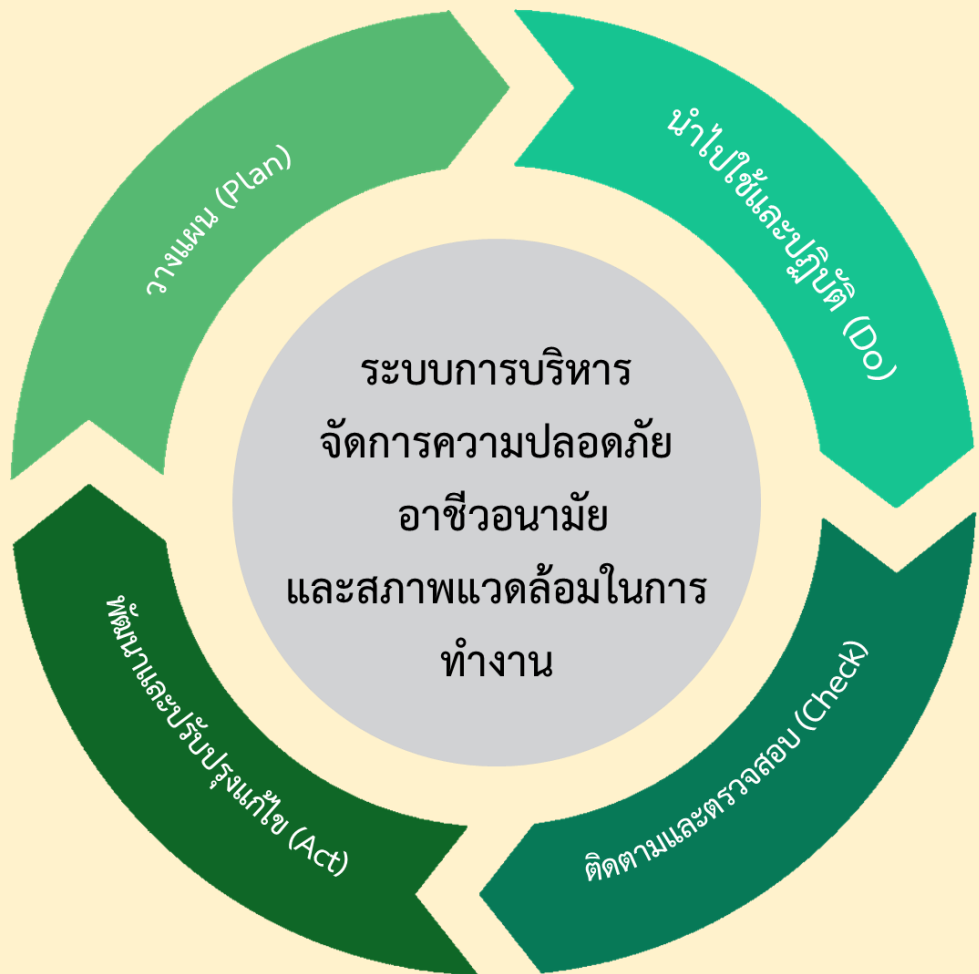 วางแผน (Plan)
นำไปใช้และปฏิบัติ (Do)
ระบบการบริหาร
จัดการความปลอดภัย
อาชีวอนามัย
และสภาพแวดล้อมในการ
ทำงาน
ติดตามและตรวจสอบ (Check)
พัฒนาและปรับปรุงแก้ไข (Act)